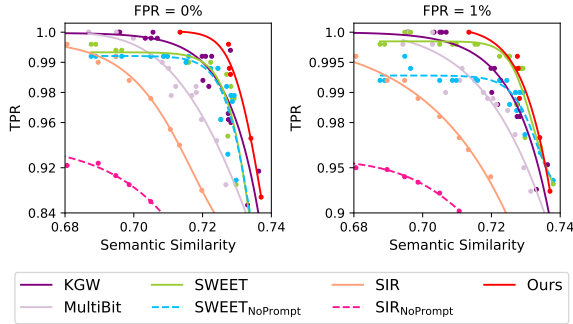 FPR = 0%
1.0
0.99
0.98
0.96
0.92
0.84
TPR
0.68 0.70 0.72 0.74
Semantic Similarity
FPR = 1%
1.0
0.995
0.99
0.98
0.95
0.9
TPR
0.68 0.70 0.72 0.74
Semantic Similarity
KGW SWEET SIR Ours
MultiBit SWEET_NoPrompt SIR_NoPrompt